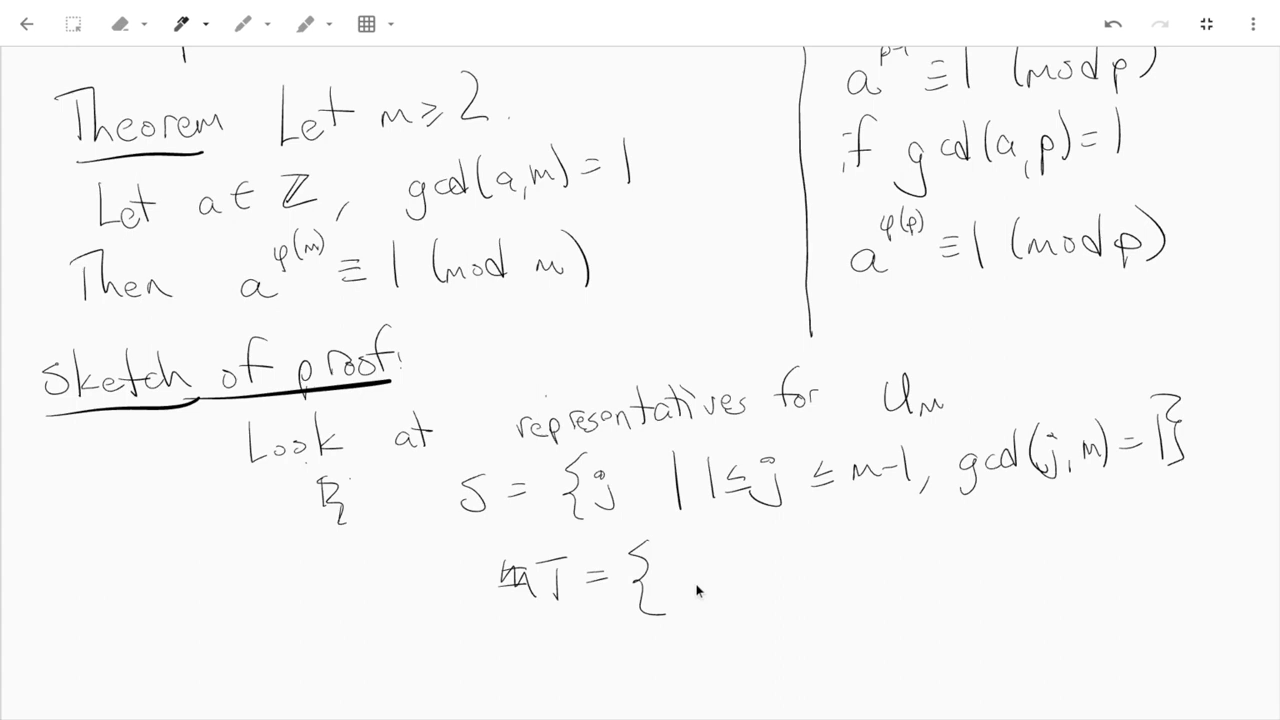 Theorem Let m ≥ 2.
Let a ∈ ℤ, gcd(a,m) = 1
Then a^φ(m) ≡ 1 (mod m)
a^p-1 ≡ 1 (mod p)
if gcd(a,p) = 1
a^φ(p) ≡ 1 (mod p)
Sketch of proof:
Look at representatives for U_m
S = {j | 1 ≤ j ≤ m-1, gcd(j,m) = 1}
T = {